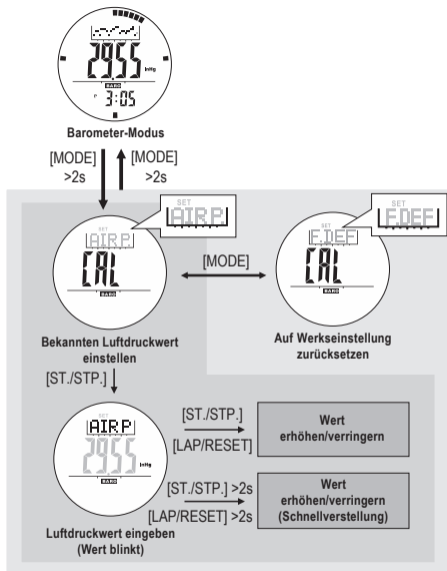 29.55 inHg
BARO
P 3:05
Barometer-Modus
[MODE] >2s
[MODE] >2s
SET
AIR.P.
SET
F.DEF
SET
AIR.P.
CAL
BARO
[MODE]
SET
F.DEF
CAL
BARO
Bekannten Luftdruckwert
einstellen
Auf Werkseinstellung
zurücksetzen
[ST./STP.]
SET
AIR.P
29.55 inHg
BARO
[ST./STP.]
[LAP/RESET]
Wert
erhöhen/verringern
[ST./STP.] >2s
[LAP/RESET] >2s
Wert
erhöhen/verringern
(Schnellverstellung)
Luftdruckwert eingeben
(Wert blinkt)